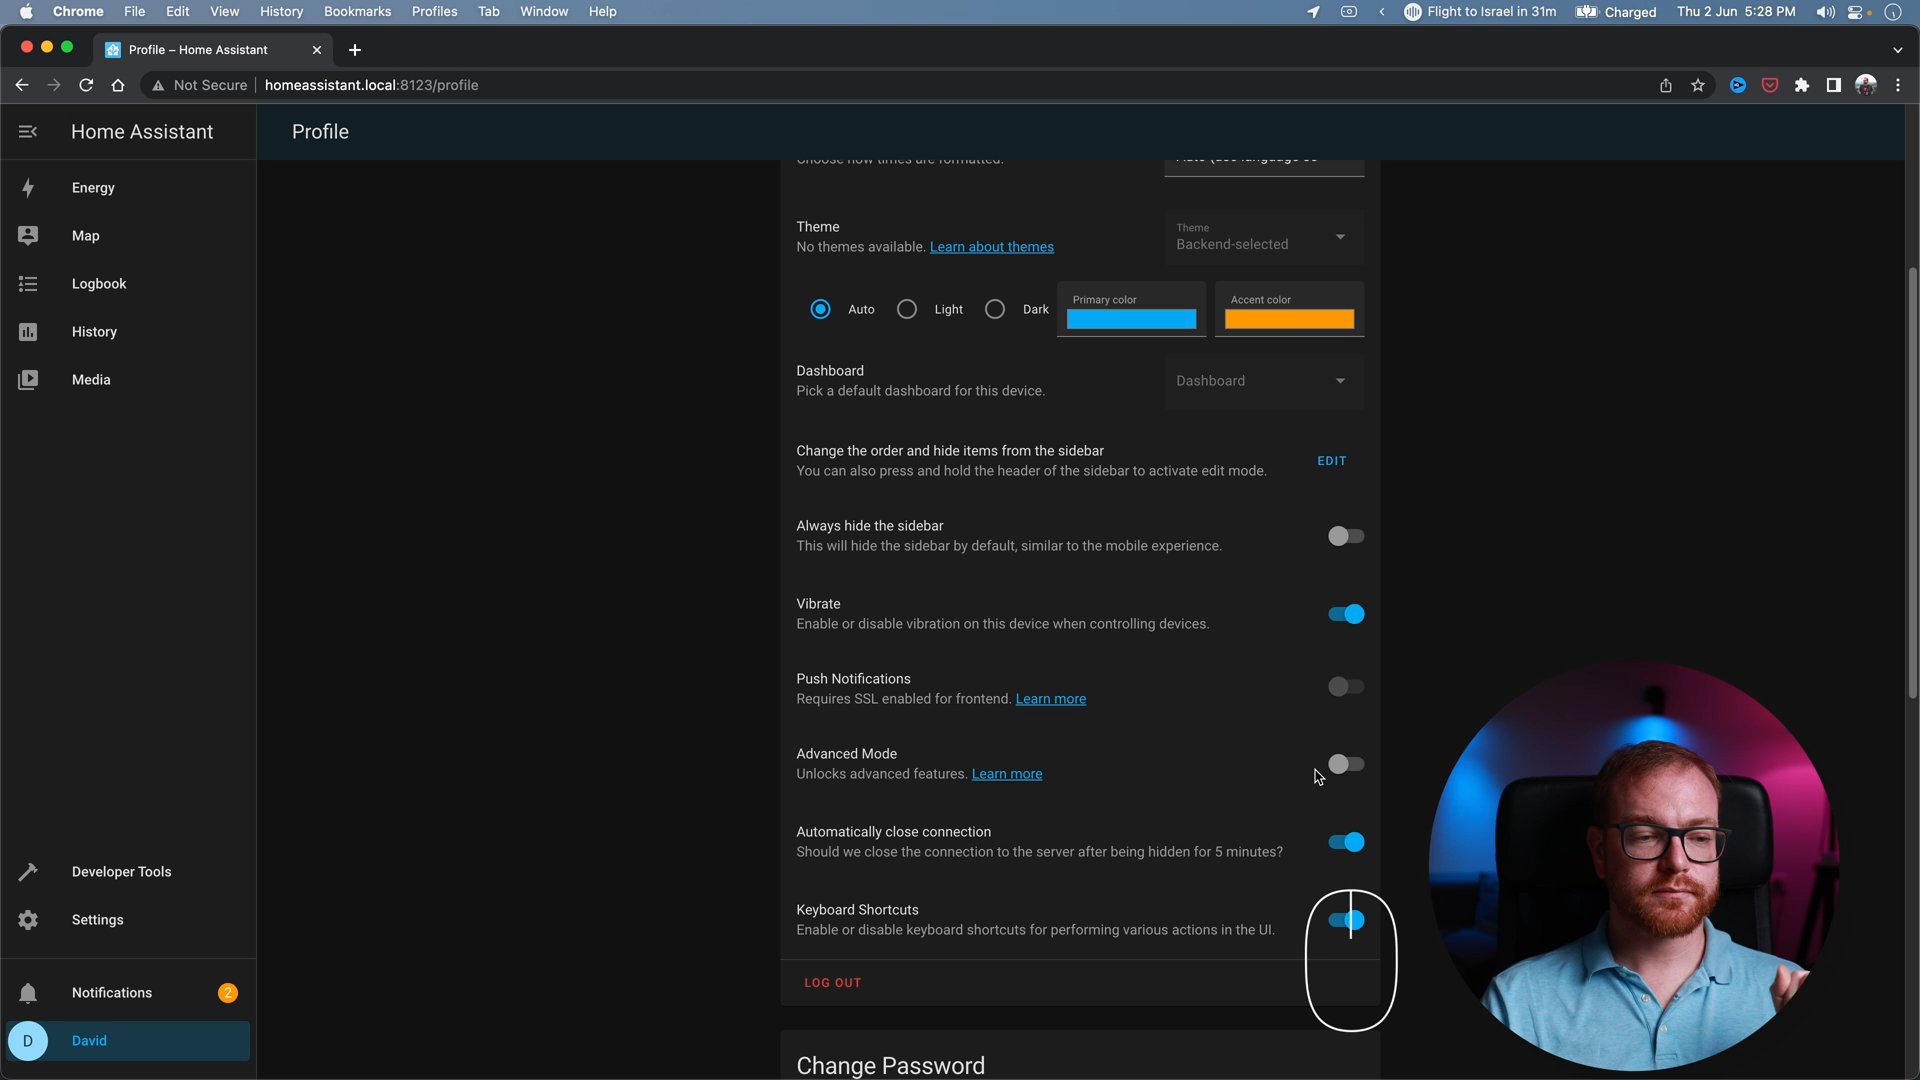 Chrome File Edit View History Bookmarks Profiles Tab Window Help
Flight to Israel in 31m Charged Thu 2 Jun 5:28 PM
Profile – Home Assistant
Not Secure homeassistant.local:8123/profile
Home Assistant
Profile
Energy
Map
Logbook
History
Media
Developer Tools
Settings
Notifications 2
D David
Choose how times are formatted.
Theme
No themes available. Learn about themes
Theme
Backend-selected
Auto Light Dark
Primary color
Accent color
Dashboard
Pick a default dashboard for this device.
Dashboard
Change the order and hide items from the sidebar
You can also press and hold the header of the sidebar to activate edit mode.
EDIT
Always hide the sidebar
This will hide the sidebar by default, similar to the mobile experience.
Vibrate
Enable or disable vibration on this device when controlling devices.
Push Notifications
Requires SSL enabled for frontend. Learn more
Advanced Mode
Unlocks advanced features. Learn more
Automatically close connection
Should we close the connection to the server after being hidden for 5 minutes?
Keyboard Shortcuts
Enable or disable keyboard shortcuts for performing various actions in the UI.
LOG OUT
Change Password